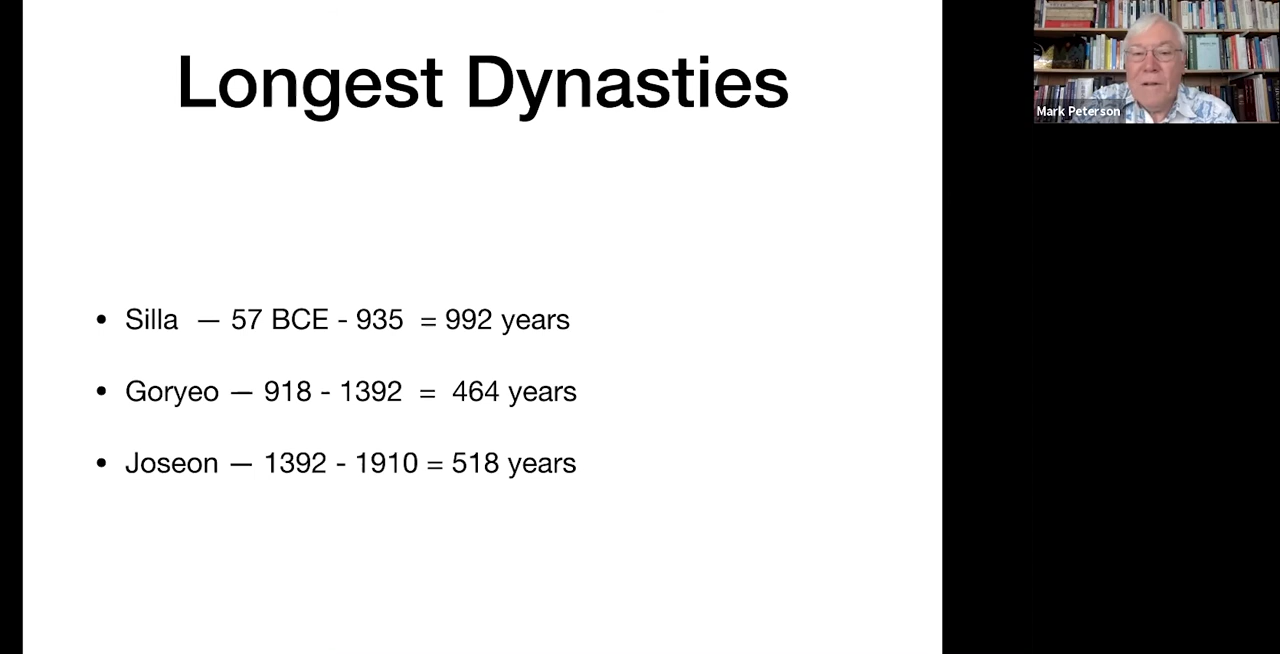 Longest Dynasties
• Silla — 57 BCE - 935 = 992 years
• Goryeo — 918 - 1392 = 464 years
• Joseon — 1392 - 1910 = 518 years
Mark Peterson